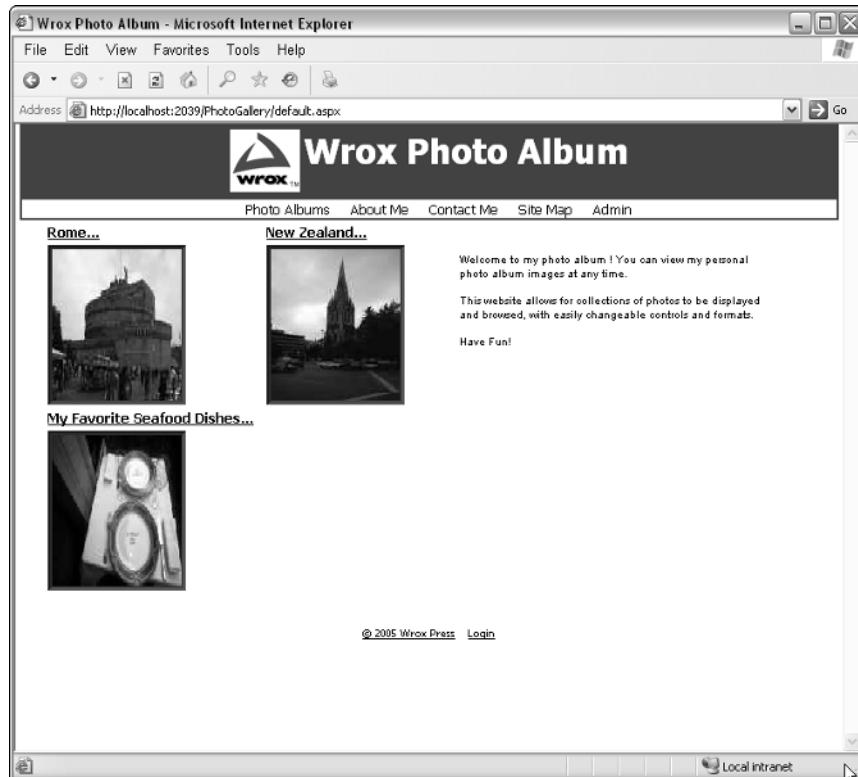 Wrox Photo Album - Microsoft Internet Explorer
File Edit View Favorites Tools Help
Address http://localhost:2039/PhotoGallery/default.aspx Go
wrox TM Wrox Photo Album
Photo Albums About Me Contact Me Site Map Admin
Rome... New Zealand...
Welcome to my photo album ! You can view my personal
photo album images at any time.
This website allows for collections of photos to be displayed
and browsed, with easily changeable controls and formats.
Have Fun!
My Favorite Seafood Dishes...
© 2005 Wrox Press Login
Local intranet